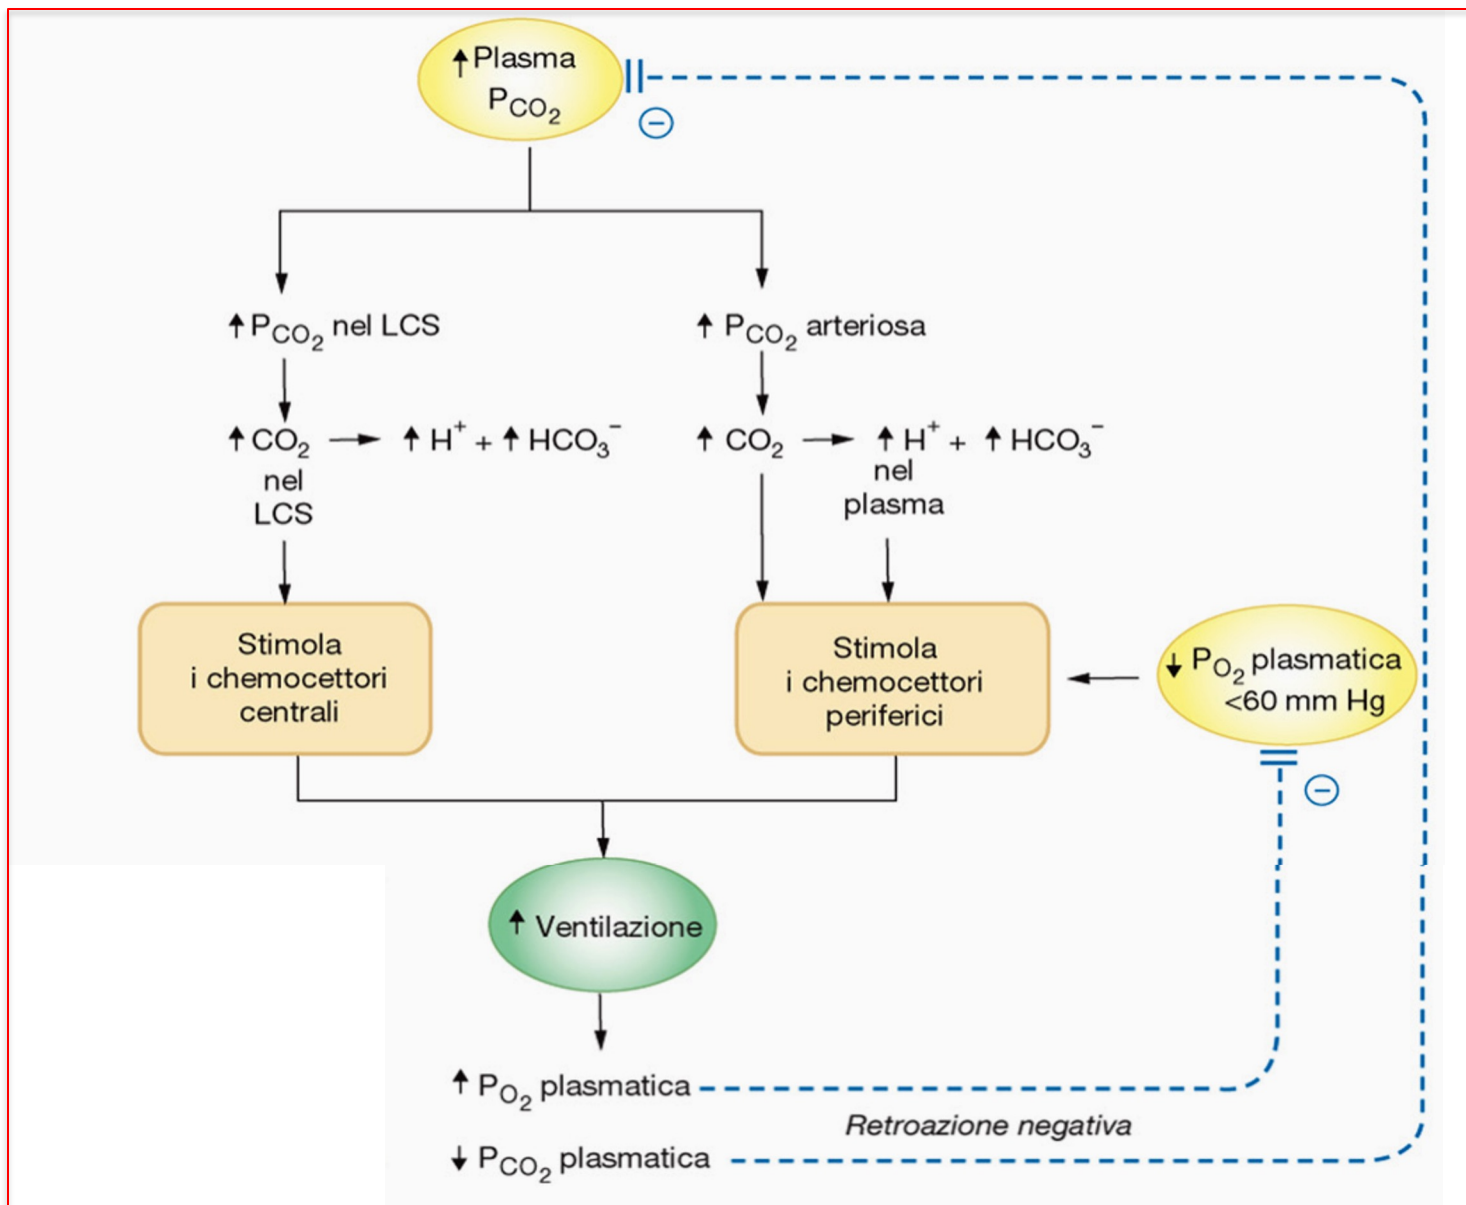 ↑ Plasma
PCO2
−
↑ PCO2 nel LCS
↑ PCO2 arteriosa
↑ CO2 → ↑ H+ + ↑ HCO3−
nel
LCS
↑ CO2 → ↑ H+ + ↑ HCO3−
nel
plasma
Stimola
i chemocettori
centrali
Stimola
i chemocettori
periferici
↓ PO2 plasmatica
<60 mm Hg
−
↑ Ventilazione
↑ PO2 plasmatica
Retroazione negativa
↓ PCO2 plasmatica